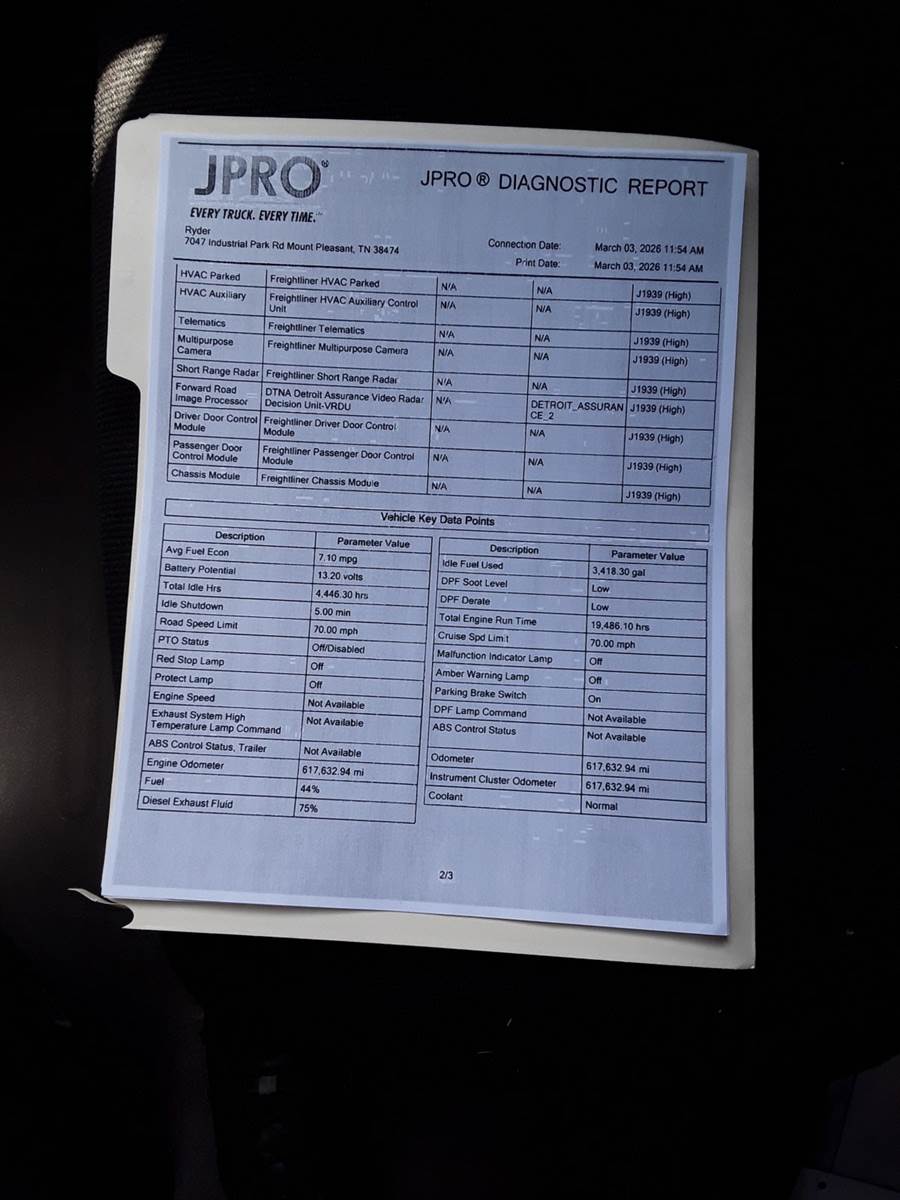 JPRO®
JPRO® DIAGNOSTIC REPORT
EVERY TRUCK. EVERY TIME.™
Ryder
7047 Industrial Park Rd Mount Pleasant, TN 38474
Connection Date: March 03, 2026 11:54 AM
Print Date: March 03, 2026 11:54 AM
HVAC Parked Freightliner HVAC Parked N/A N/A J1939 (High)
HVAC Auxiliary Freightliner HVAC Auxiliary Control N/A N/A J1939 (High)
Unit
Telematics Freightliner Telematics N/A N/A J1939 (High)
Multipurpose Freightliner Multipurpose Camera N/A N/A J1939 (High)
Camera
Short Range Radar Freightliner Short Range Radar N/A N/A J1939 (High)
Forward Road DTNA Detroit Assurance Video Radar N/A DETROIT_ASSURAN J1939 (High)
Image Processor Decision Unit-VRDU CE_2
Driver Door Control Freightliner Driver Door Control N/A N/A J1939 (High)
Module Module
Passenger Door Freightliner Passenger Door Control N/A N/A J1939 (High)
Control Module Module
Chassis Module Freightliner Chassis Module N/A N/A J1939 (High)
Vehicle Key Data Points
Description Parameter Value
Avg Fuel Econ 7.10 mpg
Battery Potential 13.20 volts
Total Idle Hrs 4,446.30 hrs
Idle Shutdown 5.00 min
Road Speed Limit 70.00 mph
PTO Status Off/Disabled
Red Stop Lamp Off
Protect Lamp Off
Engine Speed Not Available
Exhaust System High Not Available
Temperature Lamp Command
ABS Control Status, Trailer Not Available
Engine Odometer 617,632.94 mi
Fuel 44%
Diesel Exhaust Fluid 75%
Description Parameter Value
Idle Fuel Used 3,418.30 gal
DPF Soot Level Low
DPF Derate Low
Total Engine Run Time 19,486.10 hrs
Cruise Spd Limit 70.00 mph
Malfunction Indicator Lamp Off
Amber Warning Lamp Off
Parking Brake Switch On
DPF Lamp Command Not Available
ABS Control Status Not Available
Odometer 617,632.94 mi
Instrument Cluster Odometer 617,632.94 mi
Coolant Normal
2/3